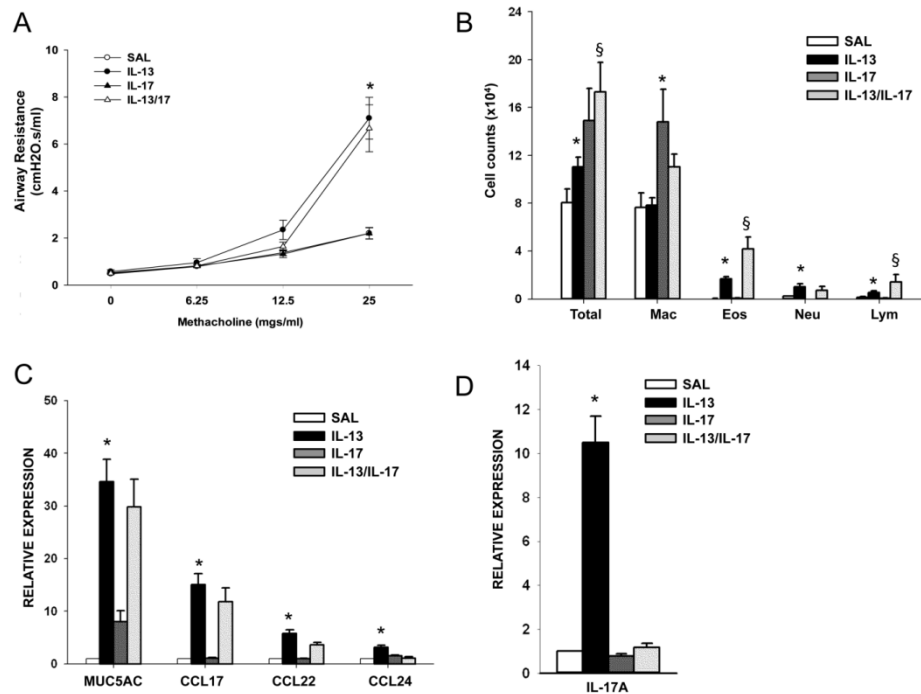 A
SAL
IL-13
IL-17
IL-13/17
10
8
6
4
2
0
Airway Resistance
(cmH2O.s/ml)
*
0 6.25 12.5 25
Methacholine (mgs/ml)
B
SAL
IL-13
IL-17
IL-13/IL-17
24
20
16
12
8
4
0
Cell counts (x10⁴)
* § * * § * * §
Total Mac Eos Neu Lym
C
SAL
IL-13
IL-17
IL-13/IL-17
50
40
30
20
10
0
RELATIVE EXPRESSION
* * * *
MUC5AC CCL17 CCL22 CCL24
D
SAL
IL-13
IL-17
IL-13/IL-17
14
12
10
8
6
4
2
0
RELATIVE EXPRESSION
*
IL-17A